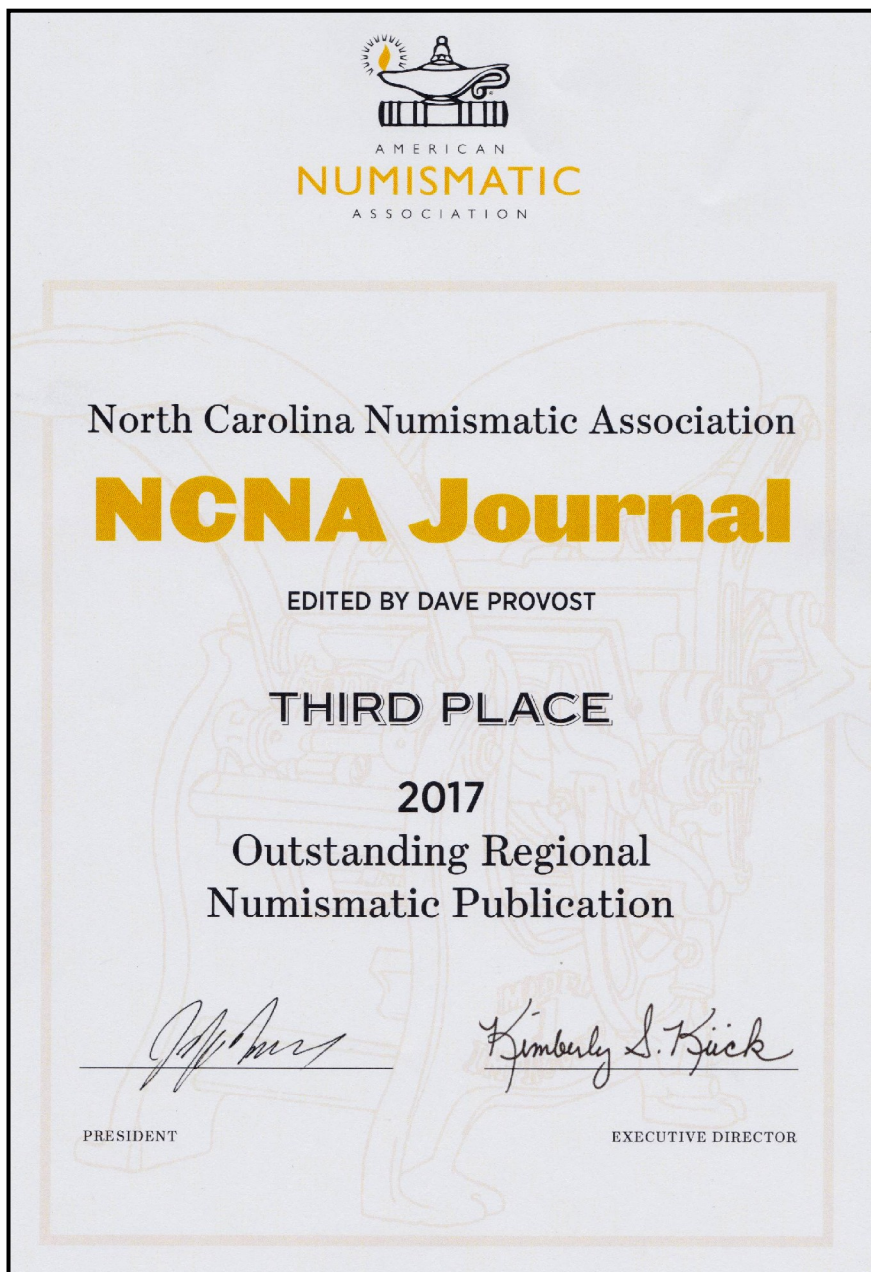 AMERICAN
NUMISMATIC
ASSOCIATION
North Carolina Numismatic Association
NCNA Journal
EDITED BY DAVE PROVOST
THIRD PLACE
2017
Outstanding Regional
Numismatic Publication
Kimberly S. Kiick
PRESIDENT
EXECUTIVE DIRECTOR